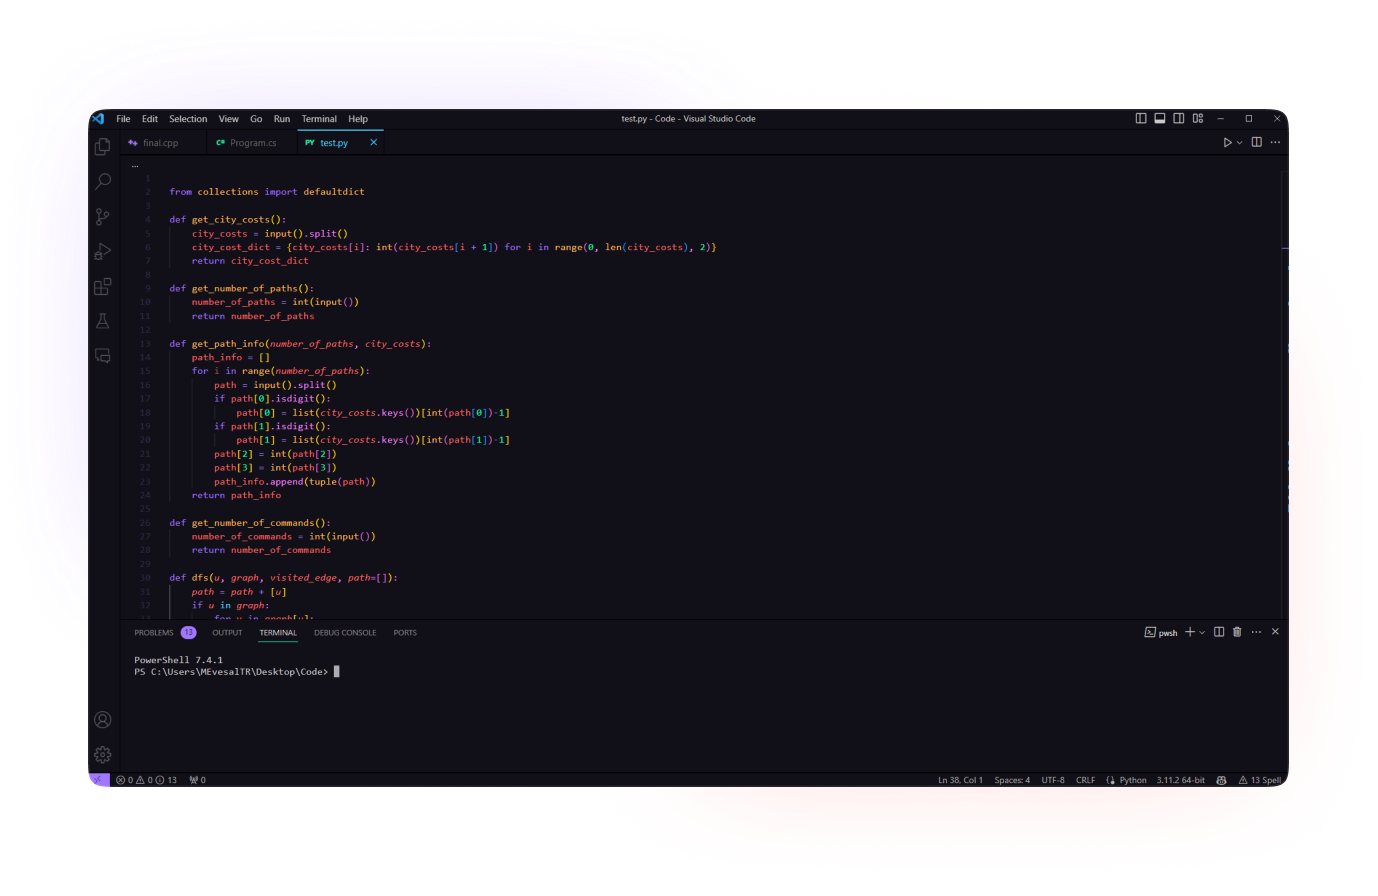 File Edit Selection View Go Run Terminal Help test.py - Code - Visual Studio Code
final.cpp C# Program.cs PY test.py
...
1
2 from collections import defaultdict
3
4 def get_city_costs():
5 city_costs = input().split()
6 city_cost_dict = {city_costs[i]: int(city_costs[i + 1]) for i in range(0, len(city_costs), 2)}
7 return city_cost_dict
8
9 def get_number_of_paths():
10 number_of_paths = int(input())
11 return number_of_paths
12
13 def get_path_info(number_of_paths, city_costs):
14 path_info = []
15 for i in range(number_of_paths):
16 path = input().split()
17 if path[0].isdigit():
18 path[0] = list(city_costs.keys())[int(path[0])-1]
19 if path[1].isdigit():
20 path[1] = list(city_costs.keys())[int(path[1])-1]
21 path[2] = int(path[2])
22 path[3] = int(path[3])
23 path_info.append(tuple(path))
24 return path_info
25
26 def get_number_of_commands():
27 number_of_commands = int(input())
28 return number_of_commands
29
30 def dfs(u, graph, visited_edge, path=[]):
31 path = path + [u]
32 if u in graph:
33 for v in graph[u]:
PROBLEMS 13 OUTPUT TERMINAL DEBUG CONSOLE PORTS pwsh
PowerShell 7.4.1
PS C:\Users\MEvesalTR\Desktop\Code>
0 0 13 0 Ln 38, Col 1 Spaces: 4 UTF-8 CRLF Python 3.11.2 64-bit 13 Spell